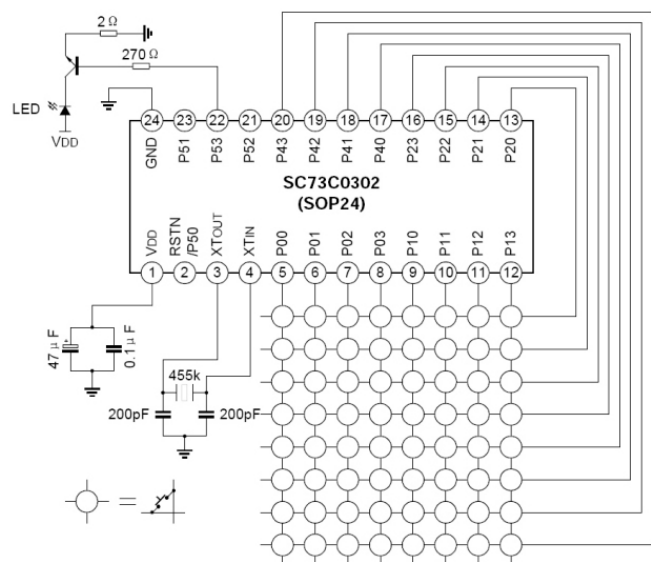 2 Ω
270 Ω
LED
VDD
24 23 22 21 20 19 18 17 16 15 14 13
GND P51 P53 P52 P43 P42 P41 P40 P23 P22 P21 P20
SC73C0302
(SOP24)
VDD RSTN/P50 XTOUT XTIN P00 P01 P02 P03 P10 P11 P12 P13
1 2 3 4 5 6 7 8 9 10 11 12
47 μF
0.1 μF
455k
200pF 200pF